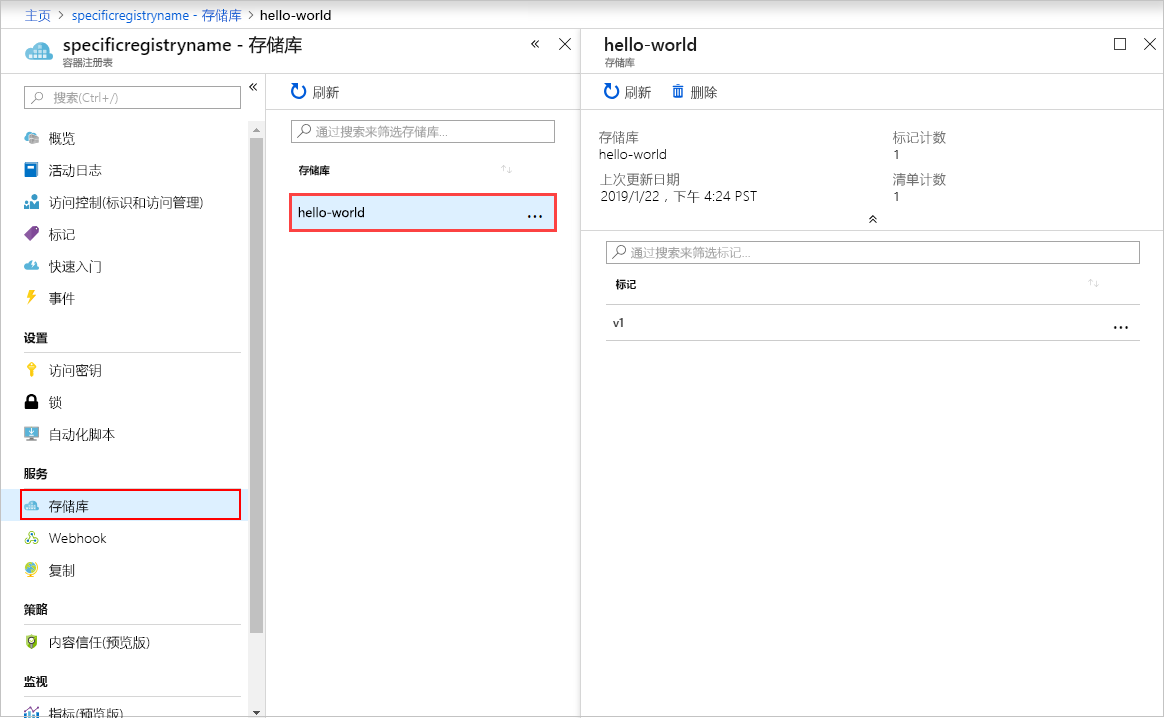 主页 > specificregistryname - 存储库 > hello-world
specificregistryname - 存储库
容器注册表
搜索(Ctrl+/)
概览
活动日志
访问控制(标识和访问管理)
标记
快速入门
事件
设置
访问密钥
锁
自动化脚本
服务
存储库
Webhook
复制
策略
内容信任(预览版)
监视
指标(预览版)
刷新
通过搜索来筛选存储库...
存储库
hello-world
hello-world
存储库
刷新
删除
存储库
hello-world
标记计数
1
上次更新日期
2019/1/22，下午 4:24 PST
清单计数
1
通过搜索来筛选标记...
标记
v1